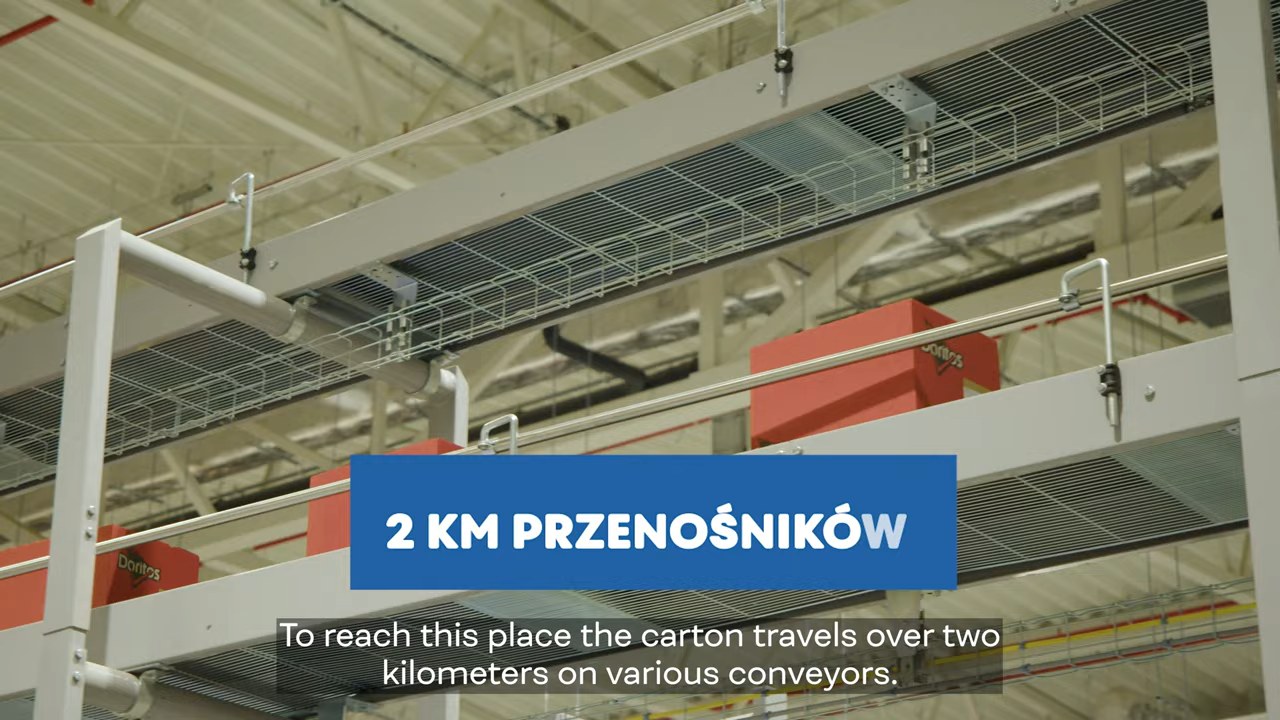 Doritos
Doritos
2 KM PRZENOŚNIKÓW
To reach this place the carton travels over two
kilometers on various conveyors.